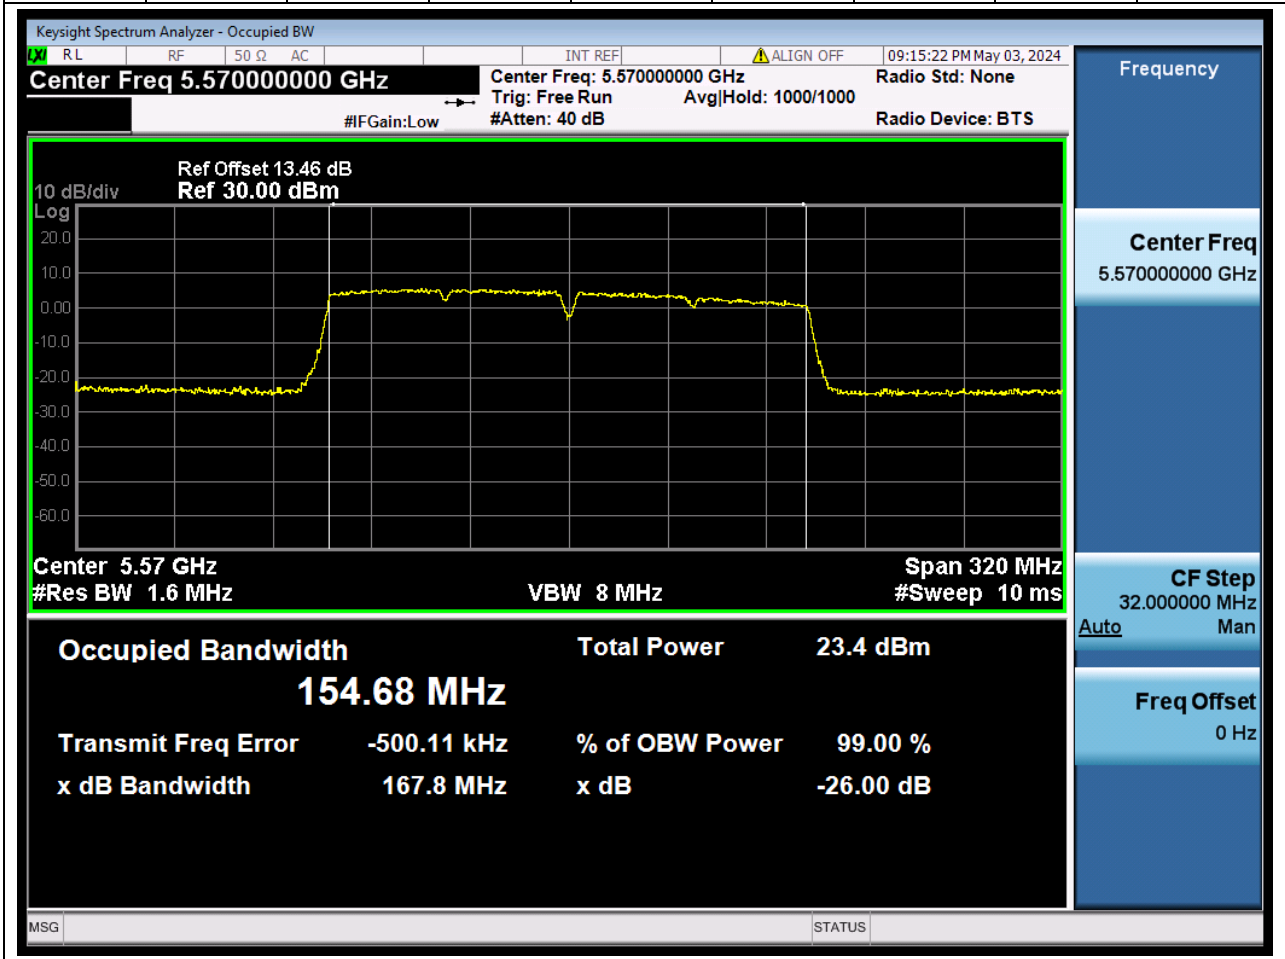 Keysight Spectrum Analyzer - Occupied BW
LXI RL RF 50 Ω AC INT REF ALIGN OFF 09:15:22 PM May 03, 2024
Center Freq 5.570000000 GHz
Center Freq: 5.570000000 GHz Radio Std: None
Trig: Free Run Avg|Hold: 1000/1000
#IFGain:Low #Atten: 40 dB Radio Device: BTS
Ref Offset 13.46 dB
10 dB/div Ref 30.00 dBm
Log
20.0
10.0
0.00
-10.0
-20.0
-30.0
-40.0
-50.0
-60.0
Center 5.57 GHz Span 320 MHz
#Res BW 1.6 MHz VBW 8 MHz #Sweep 10 ms
Occupied Bandwidth Total Power 23.4 dBm
154.68 MHz
Transmit Freq Error -500.11 kHz % of OBW Power 99.00 %
x dB Bandwidth 167.8 MHz x dB -26.00 dB
Frequency
Center Freq
5.570000000 GHz
CF Step
32.000000 MHz
Auto Man
Freq Offset
0 Hz
MSG STATUS